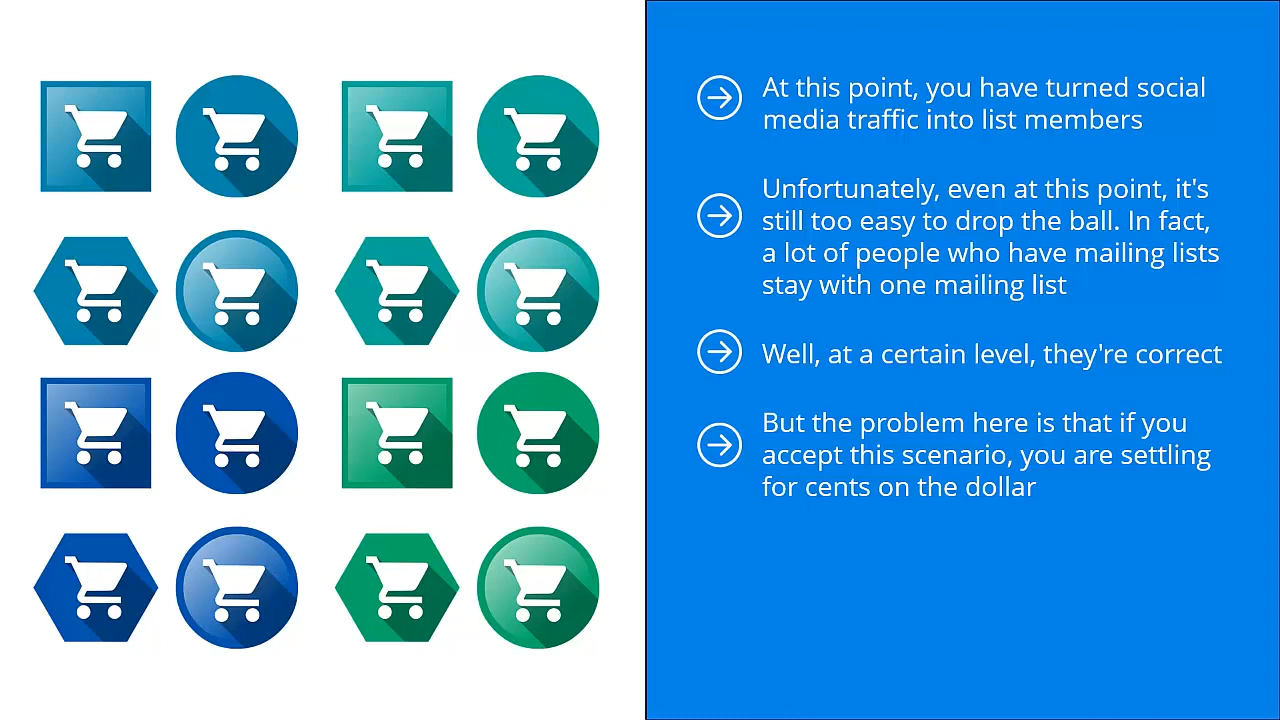 At this point, you have turned social
media traffic into list members
Unfortunately, even at this point, it's
still too easy to drop the ball. In fact,
a lot of people who have mailing lists
stay with one mailing list
Well, at a certain level, they're correct
But the problem here is that if you
accept this scenario, you are settling
for cents on the dollar